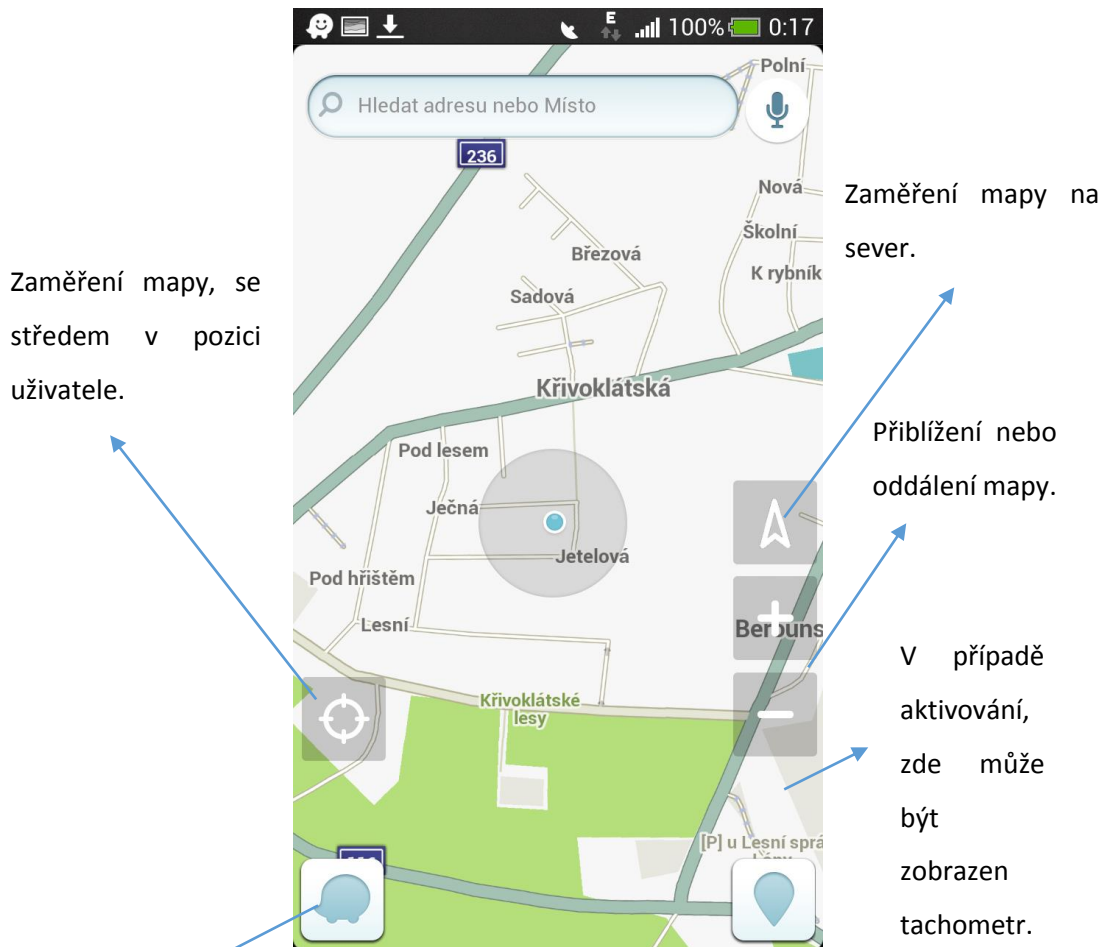 E
100% 0:17
Polní
Hledat adresu nebo Místo
236
Nová
Školní
Březová
K rybník
Sadová
Křivoklátská
Pod lesem
Ječná
Jetelová
Pod hřištěm
Lesní
Berouns
Křivoklátské
lesy
[P] u Lesní sprá
Lány
Zaměření mapy, se
středem v pozici
uživatele.
Zaměření mapy na
sever.
Přiblížení nebo
oddálení mapy.
V případě
aktivování,
zde může
být
zobrazen
tachometr.